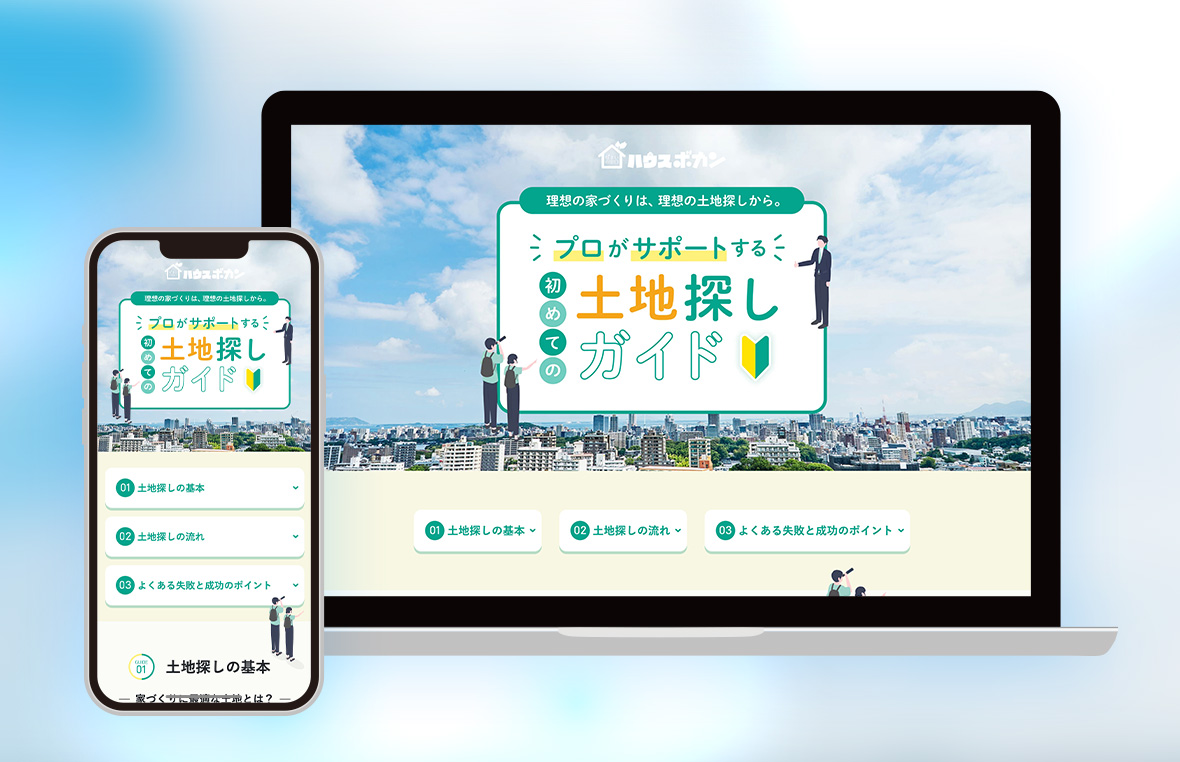 ハウスボカン
理想の家づくりは、理想の土地探しから。
プロがサポートする
初めての
土地探し
ガイド
01 土地探しの基本
02 土地探しの流れ
03 よくある失敗と成功のポイント
ハウスボカン
理想の家づくりは、理想の土地探しから。
プロがサポートする
初めての
土地探し
ガイド
01 土地探しの基本
02 土地探しの流れ
03 よくある失敗と成功のポイント
GUIDE
01
土地探しの基本
家づくりに最適な土地とは？